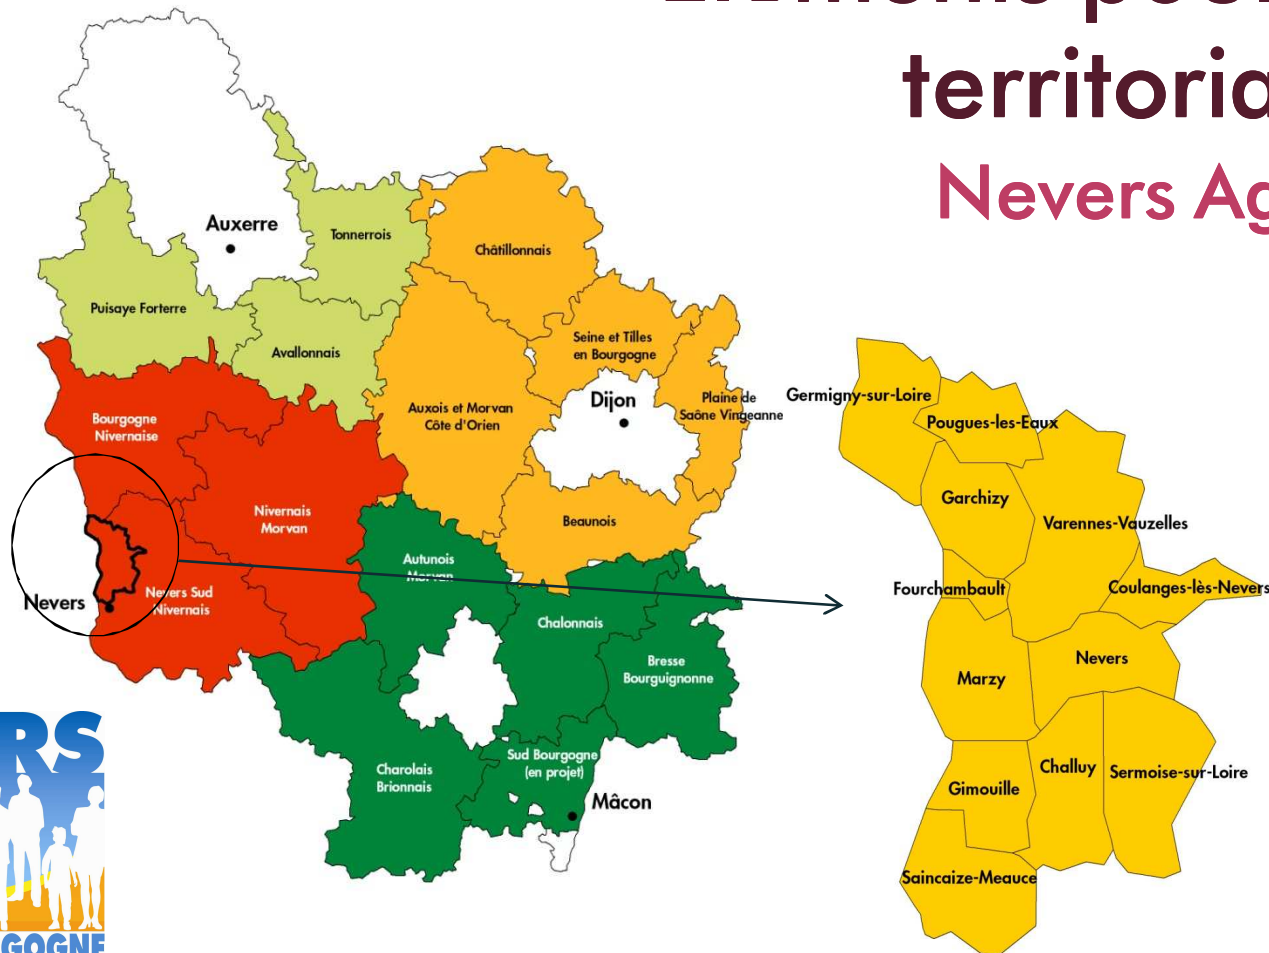 territoria
Nevers Ag
Auxerre
Tonnerrois
Châtillonnais
Puisaye Forterre
Avallonnais
Seine et Tilles
en Bourgogne
Dijon
Plaine de
Saône Vingeanne
Bourgogne
Nivernaise
Auxois et Morvan
Côte d'Orien
Nivernais
Morvan
Beaunois
Autunois
Morvan
Nevers
Nevers Sud
Nivernais
Chalonnais
Bresse
Bourguignonne
Charolais
Brionnais
Sud Bourgogne
(en projet)
Mâcon
Germigny-sur-Loire
Pougues-les-Eaux
Garchizy
Varennes-Vauzelles
Fourchambault
Coulanges-lès-Nevers
Marzy
Nevers
Gimouille
Challuy
Sermoise-sur-Loire
Saincaize-Meauce
RS
GOGNE